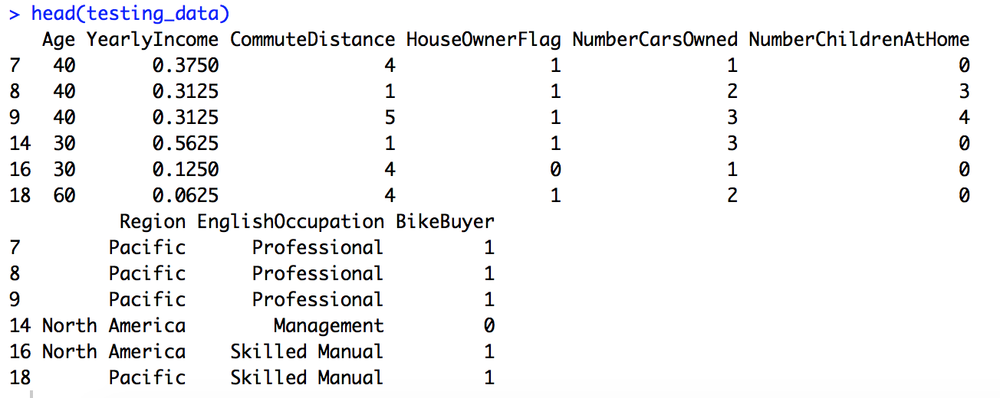 > head(testing_data)
   Age YearlyIncome CommuteDistance HouseOwnerFlag NumberCarsOwned NumberChildrenAtHome
7   40       0.3750               4              1               1                    0
8   40       0.3125               1              1               2                    3
9   40       0.3125               5              1               3                    4
14  30       0.5625               1              1               3                    0
16  30       0.1250               4              0               1                    0
18  60       0.0625               4              1               2                    0
          Region EnglishOccupation BikeBuyer
7        Pacific      Professional         1
8        Pacific      Professional         1
9        Pacific      Professional         1
14 North America        Management         0
16 North America    Skilled Manual         1
18       Pacific    Skilled Manual         1